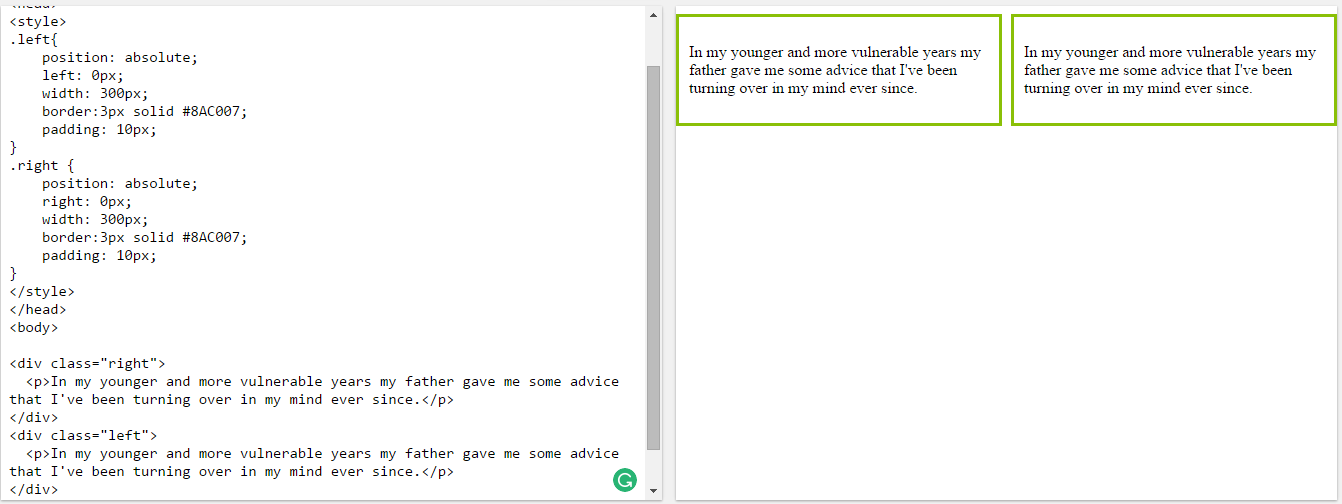 <head>
<style>
.left{
    position: absolute;
    left: 0px;
    width: 300px;
    border:3px solid #8AC007;
    padding: 10px;
}
.right {
    position: absolute;
    right: 0px;
    width: 300px;
    border:3px solid #8AC007;
    padding: 10px;
}
</style>
</head>
<body>

<div class="right">
  <p>In my younger and more vulnerable years my father gave me some advice
that I've been turning over in my mind ever since.</p>
</div>
<div class="left">
  <p>In my younger and more vulnerable years my father gave me some advice
that I've been turning over in my mind ever since.</p>
</div>
In my younger and more vulnerable years my
father gave me some advice that I've been
turning over in my mind ever since.
In my younger and more vulnerable years my
father gave me some advice that I've been
turning over in my mind ever since.